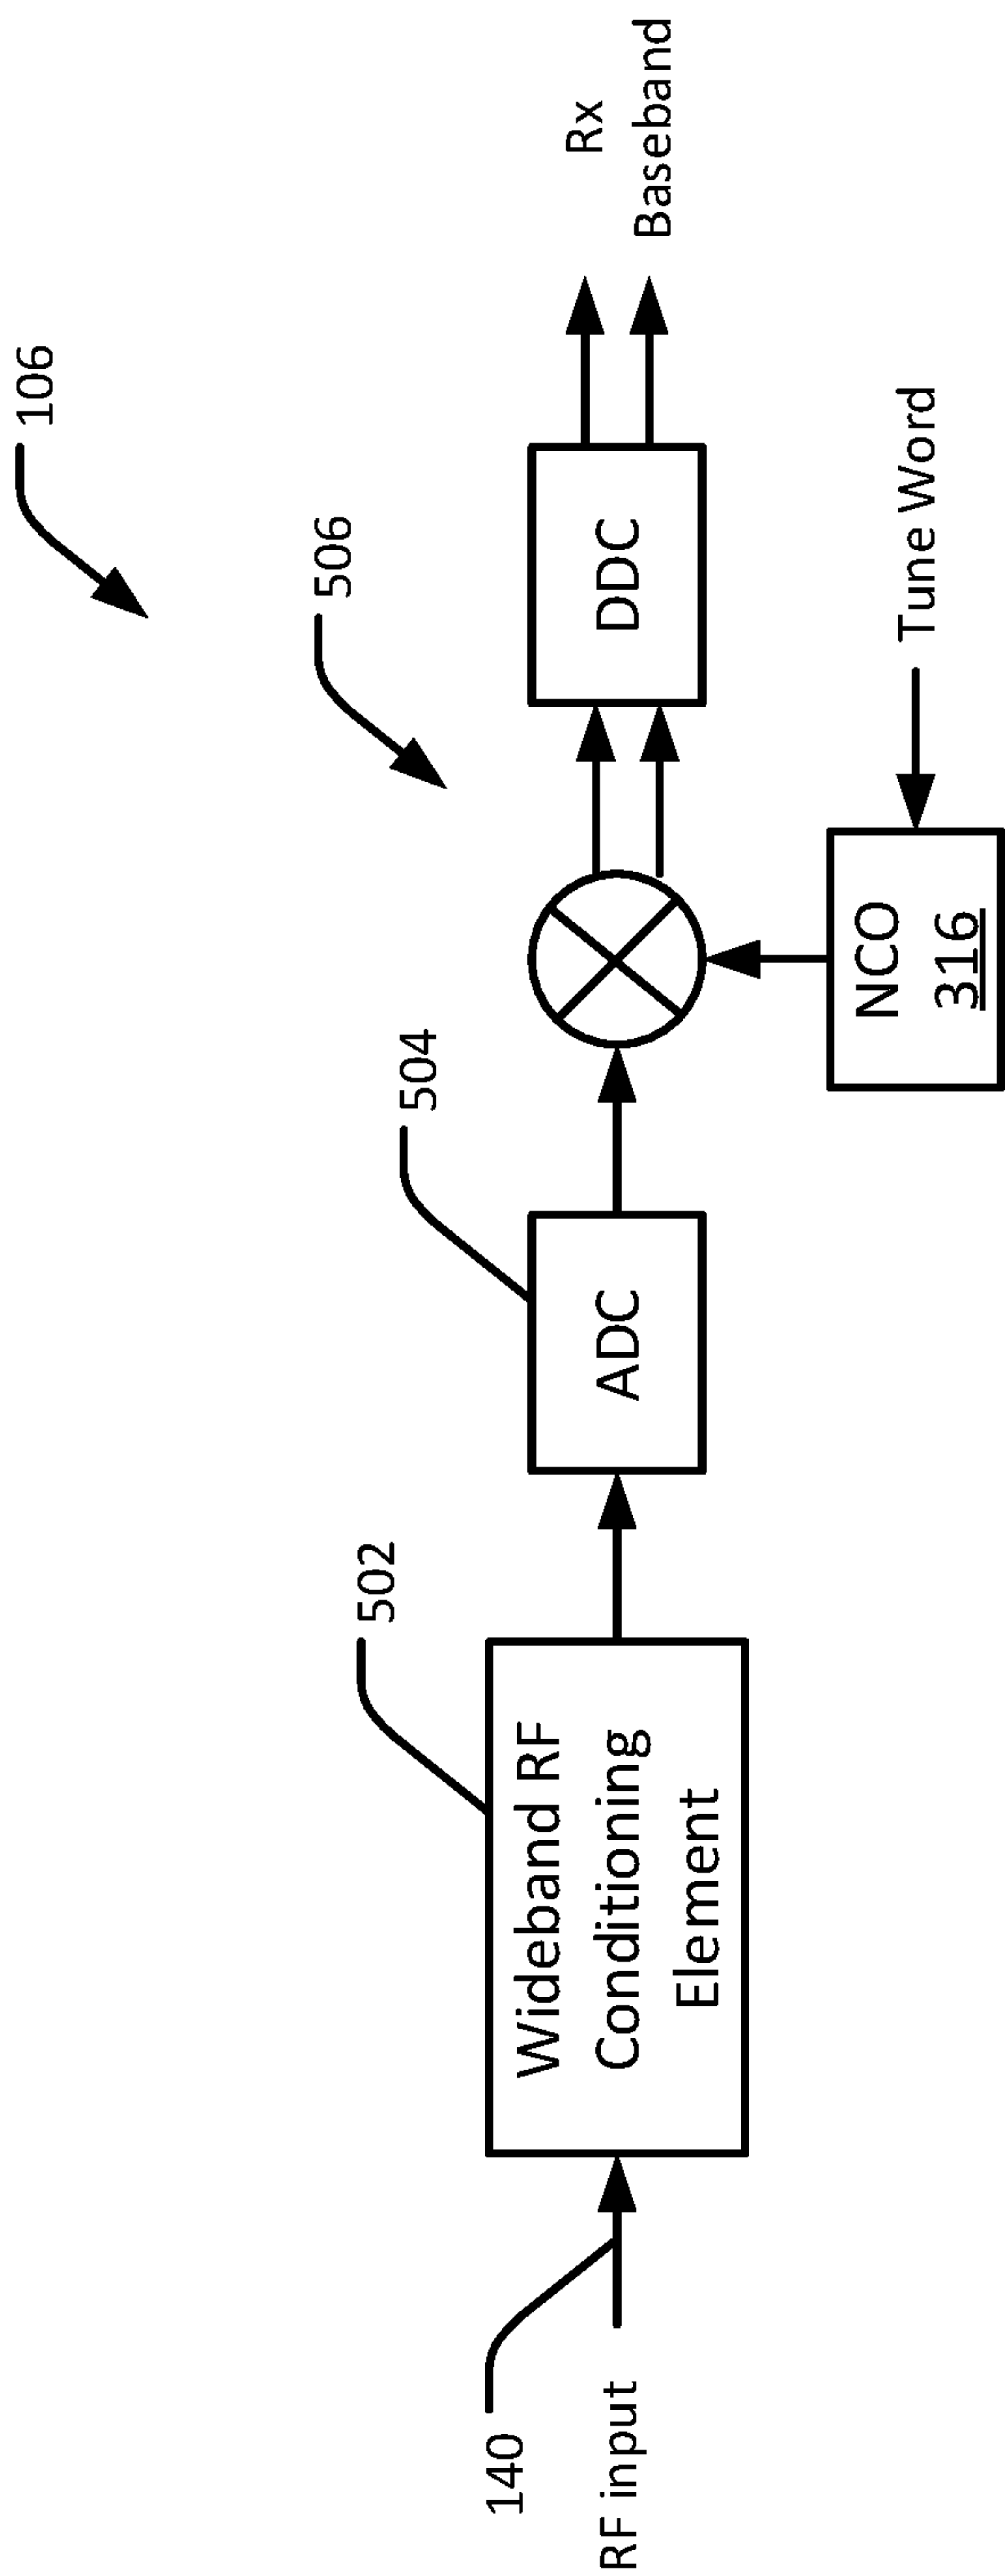 106
506
504
502
140
RF input
Wideband RF
Conditioning
Element
ADC
DDC
Rx
Baseband
NCO
316
Tune Word